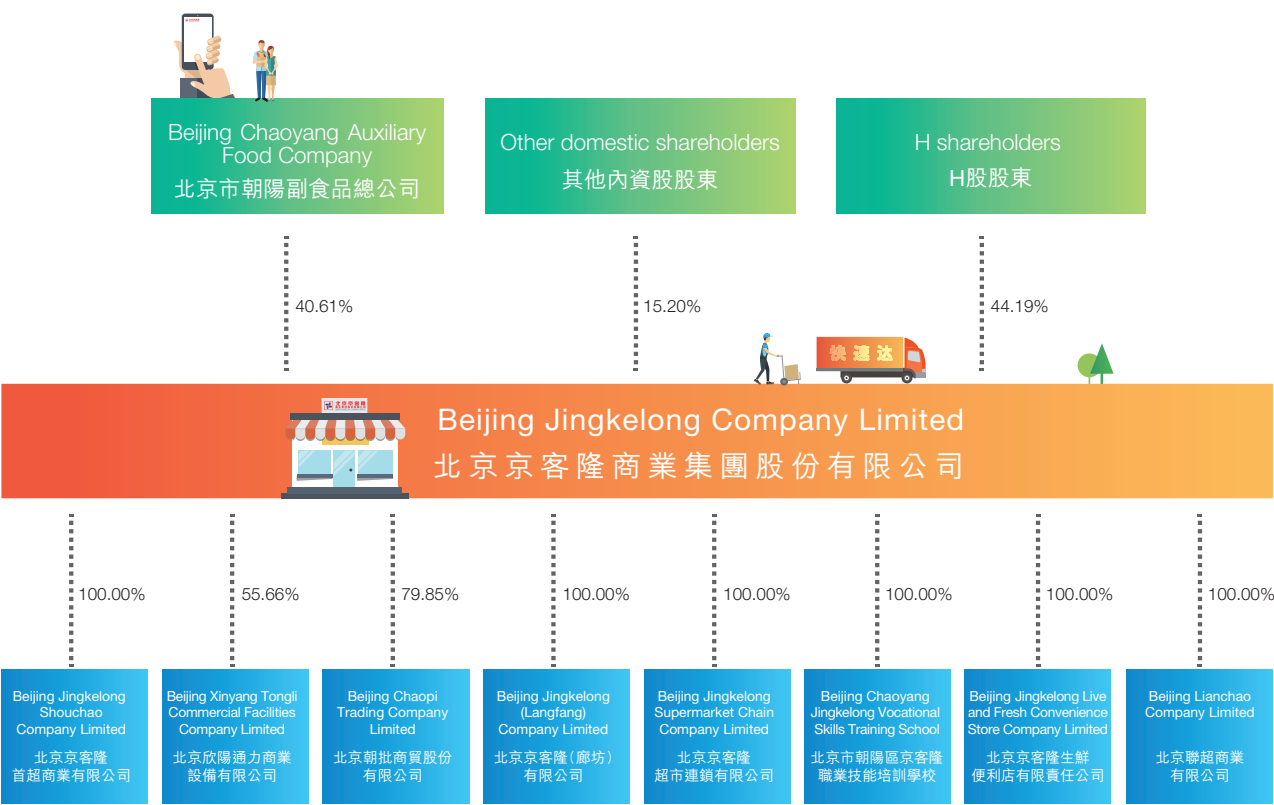 Beijing Chaoyang Auxiliary
Food Company
北京市朝陽副食品總公司
Other domestic shareholders
其他內資股股東
H shareholders
H股股東
40.61%
15.20%
44.19%
快速达
Beijing Jingkelong Company Limited
北京京客隆商業集團股份有限公司
100.00%
55.66%
79.85%
100.00%
100.00%
100.00%
100.00%
100.00%
Beijing Jingkelong
Shouchao
Company Limited
北京京客隆
首超商業有限公司
Beijing Xinyang Tongli
Commercial Facilities
Company Limited
北京欣陽通力商業
設備有限公司
Beijing Chaopi
Trading Company
Limited
北京朝批商貿股份
有限公司
Beijing Jingkelong
(Langfang)
Company Limited
北京京客隆(廊坊)
有限公司
Beijing Jingkelong
Supermarket Chain
Company Limited
北京京客隆
超市連鎖有限公司
Beijing Chaoyang
Jingkelong Vocational
Skills Training School
北京市朝陽區京客隆
職業技能培訓學校
Beijing Jingkelong Live
and Fresh Convenience
Store Company Limited
北京京客隆生鮮
便利店有限責任公司
Beijing Lianchao
Company Limited
北京聯超商業
有限公司